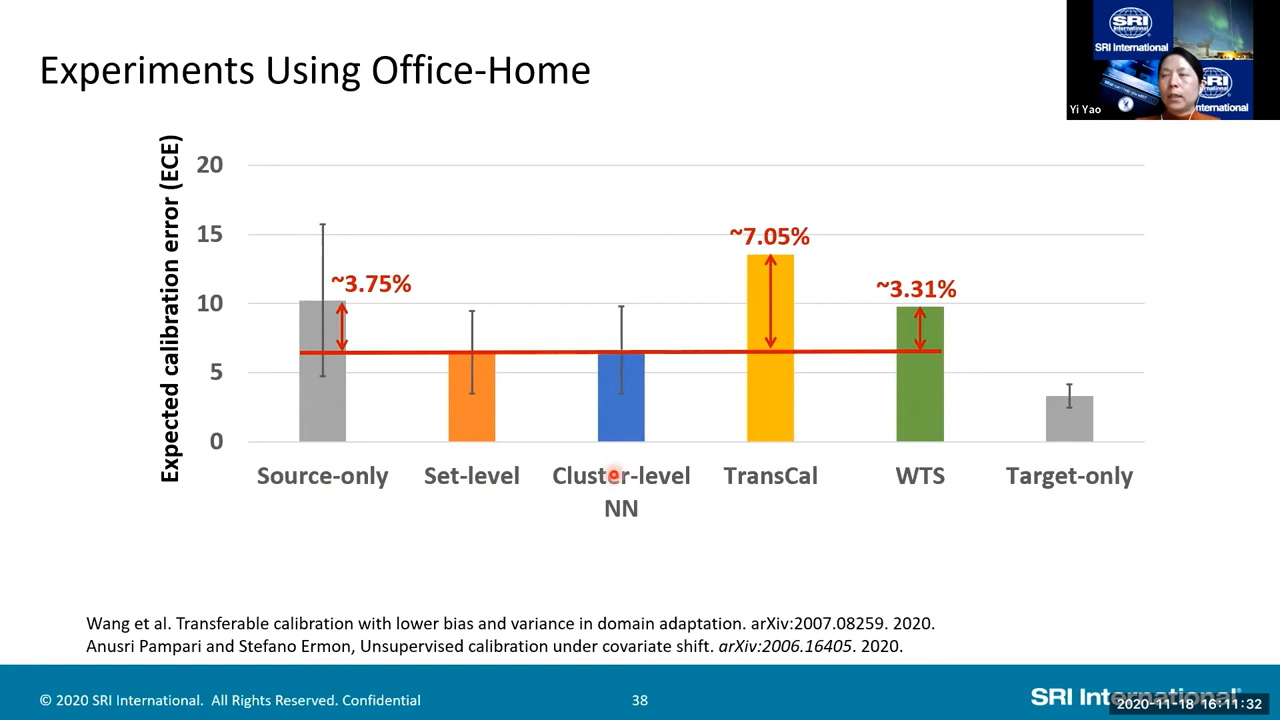 Experiments Using Office-Home
SRI International
SRI
International
Yi Yao
Expected calibration error (ECE)
20
15
10
5
0
~3.75%
~7.05%
~3.31%
Source-only
Set-level
Cluster-level
NN
TransCal
WTS
Target-only
Wang et al. Transferable calibration with lower bias and variance in domain adaptation. arXiv:2007.08259. 2020.
Anusri Pampari and Stefano Ermon, Unsupervised calibration under covariate shift. arXiv:2006.16405. 2020.
© 2020 SRI International. All Rights Reserved. Confidential
38
SRI International
2020-11-18 16:11:32